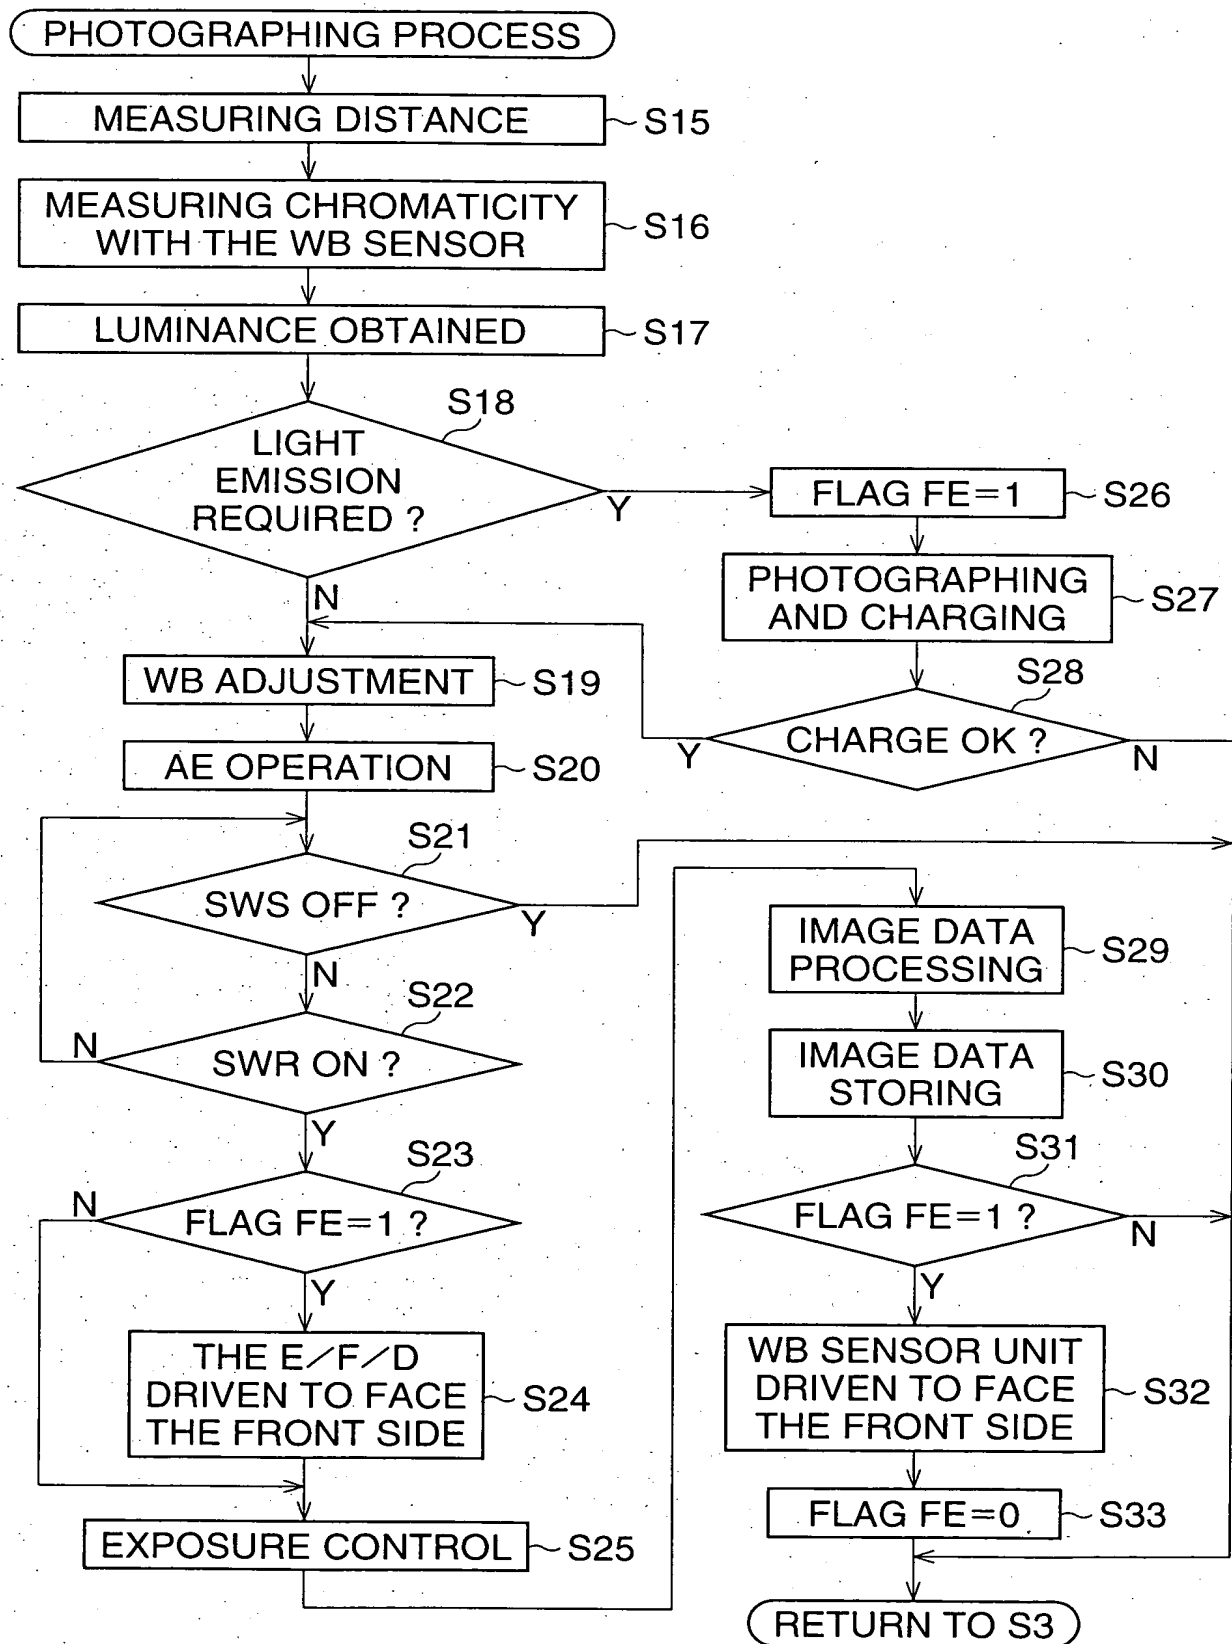 PHOTOGRAPHING PROCESS
MEASURING DISTANCE
S15
MEASURING CHROMATICITY
WITH THE WB SENSOR
S16
LUMINANCE OBTAINED
S17
S18
LIGHT
EMISSION
REQUIRED ?
Y
N
FLAG FE=1
S26
PHOTOGRAPHING
AND CHARGING
S27
S28
CHARGE OK ?
Y
N
WB ADJUSTMENT
S19
AE OPERATION
S20
S21
SWS OFF ?
Y
N
S22
SWR ON ?
N
Y
S23
FLAG FE=1 ?
N
Y
THE E/F/D
DRIVEN TO FACE
THE FRONT SIDE
S24
EXPOSURE CONTROL
S25
IMAGE DATA
PROCESSING
S29
IMAGE DATA
STORING
S30
S31
FLAG FE=1 ?
N
Y
WB SENSOR UNIT
DRIVEN TO FACE
THE FRONT SIDE
S32
FLAG FE=0
S33
RETURN TO S3